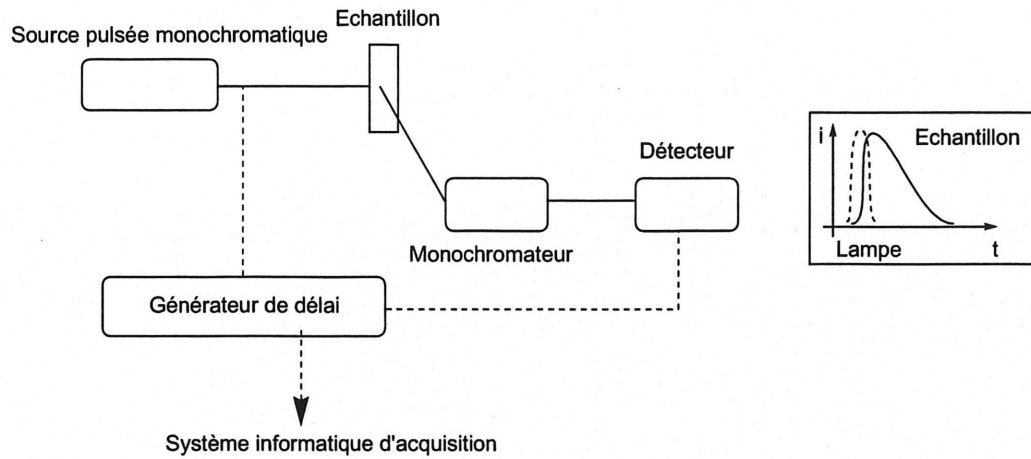 Echantillon
Source pulsée monochromatique
Détecteur
i
Echantillon
Monochromateur
Lampe
t
Générateur de délai
Système informatique d'acquisition